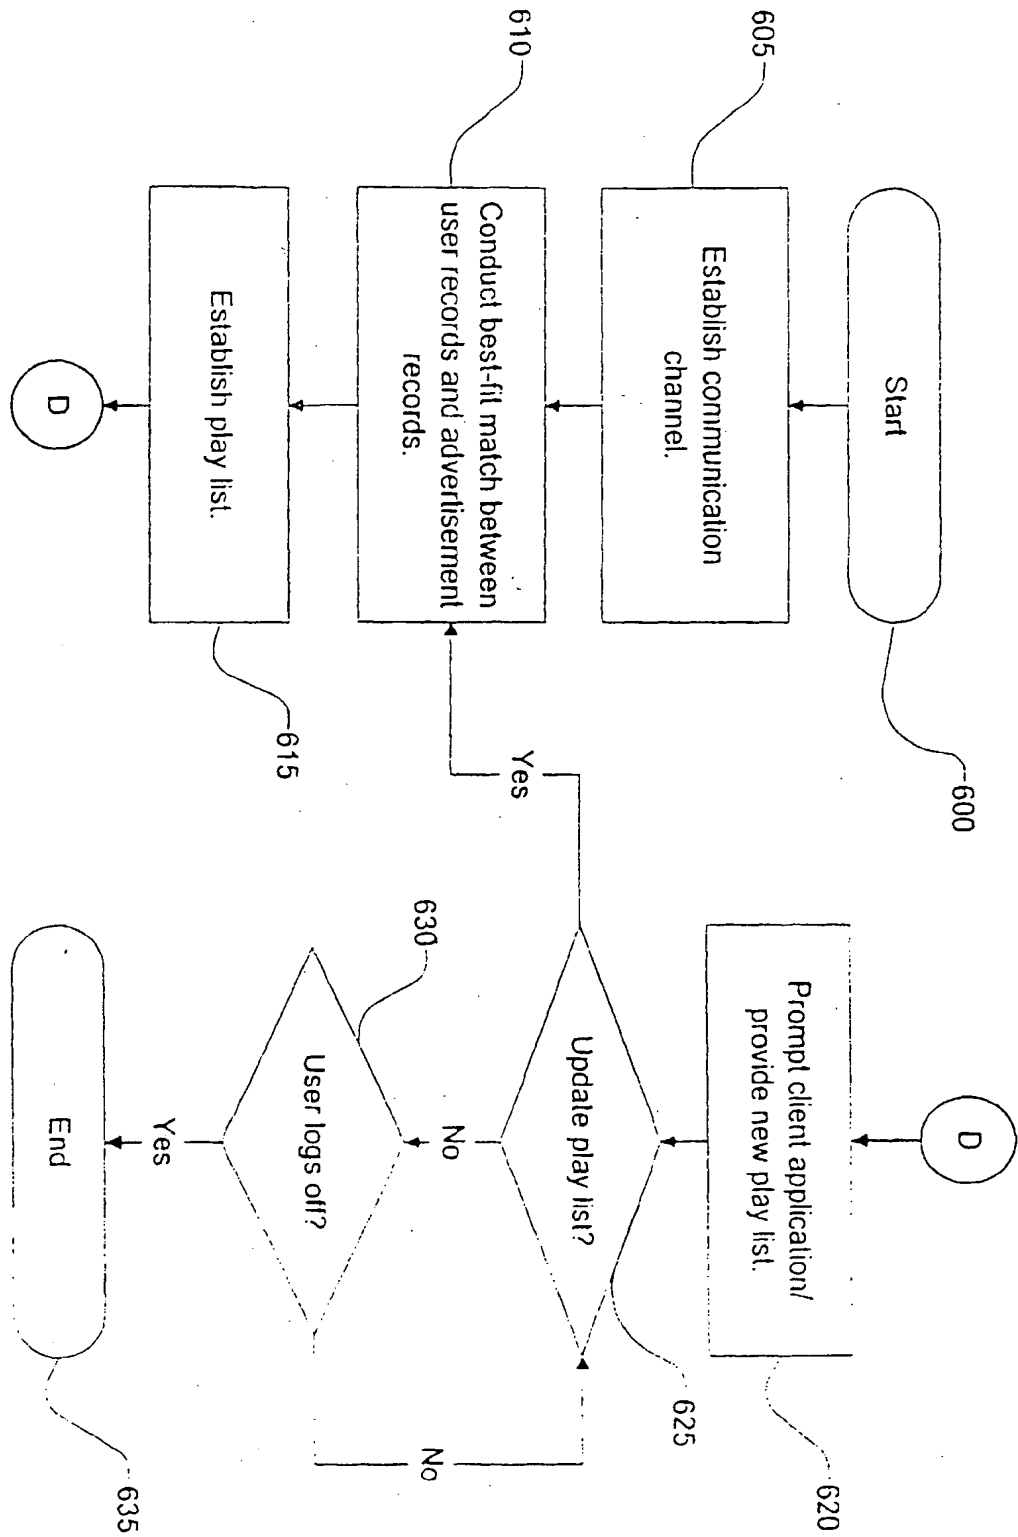 Start
600
605
Establish communication
channel.
610
Conduct best-fit match between
user records and advertisement
records.
Establish play list.
615
D
D
Prompt client application/
provide new play list.
620
Update play list?
625
Yes
No
630
User logs off?
No
Yes
End
635